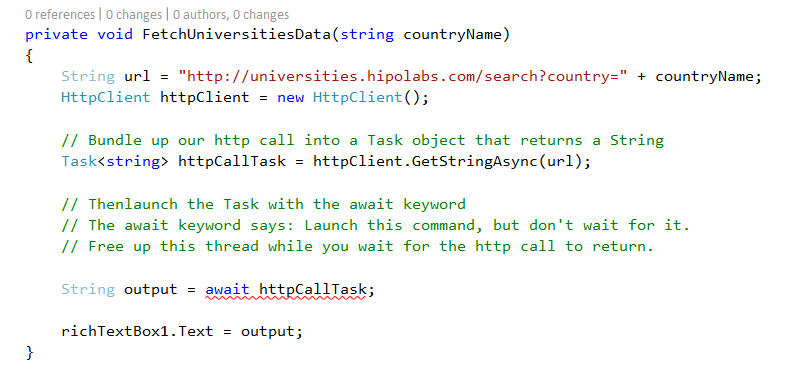 0 references | 0 changes | 0 authors, 0 changes
private void FetchUniversitiesData(string countryName)
{
    String url = "http://universities.hipolabs.com/search?country=" + countryName;
    HttpClient httpClient = new HttpClient();
    // Bundle up our http call into a Task object that returns a String
    Task<string> httpCallTask = httpClient.GetStringAsync(url);
    // Thenlaunch the Task with the await keyword
    // The await keyword says: Launch this command, but don't wait for it.
    // Free up this thread while you wait for the http call to return.
    String output = await httpCallTask;
    richTextBox1.Text = output;
}